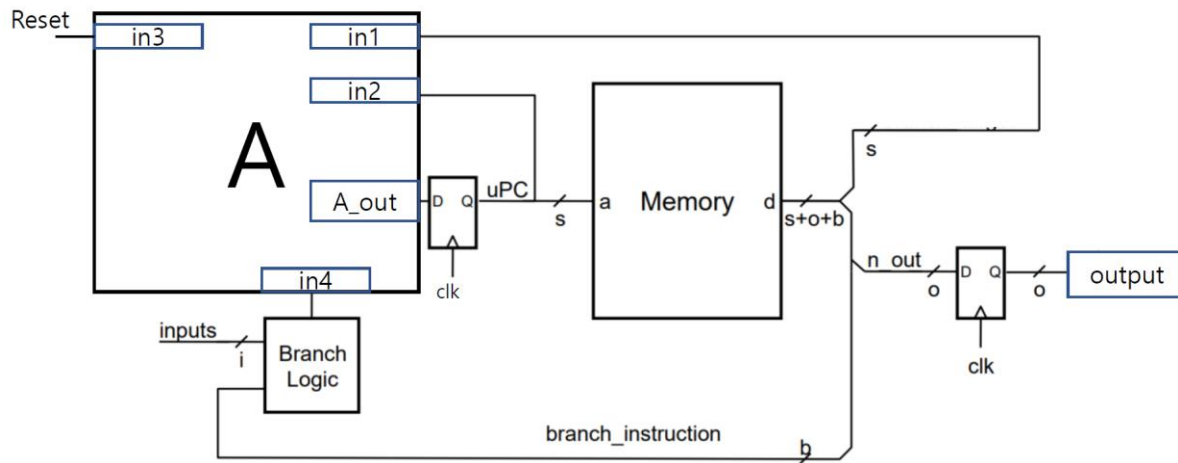 Reset
in3
in1
in2
A
A_out
D
Q
uPC
clk
s
a
Memory
d
s+o+b
s
n_out
o
D
Q
o
output
clk
in4
inputs
i
Branch
Logic
branch_instruction
b